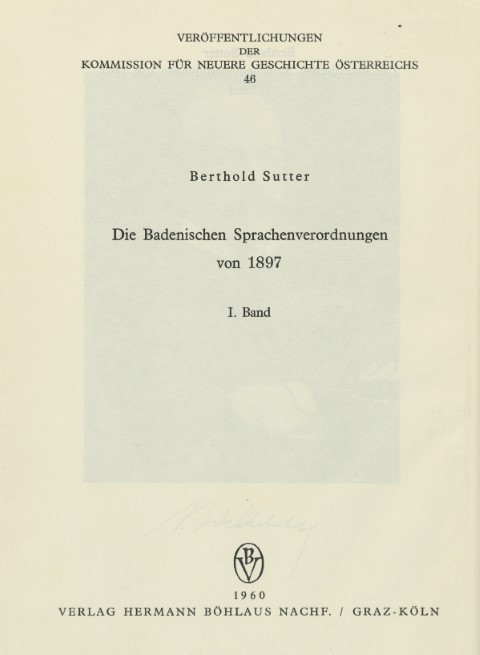 VERÖFFENTLICHUNGEN
DER
KOMMISSION FÜR NEUERE GESCHICHTE ÖSTERREICHS
46
Berthold Sutter
Die Badenischen Sprachenverordnungen
von 1897
I. Band
BV
1960
VERLAG HERMANN BÖHLAUS NACHF. / GRAZ-KÖLN